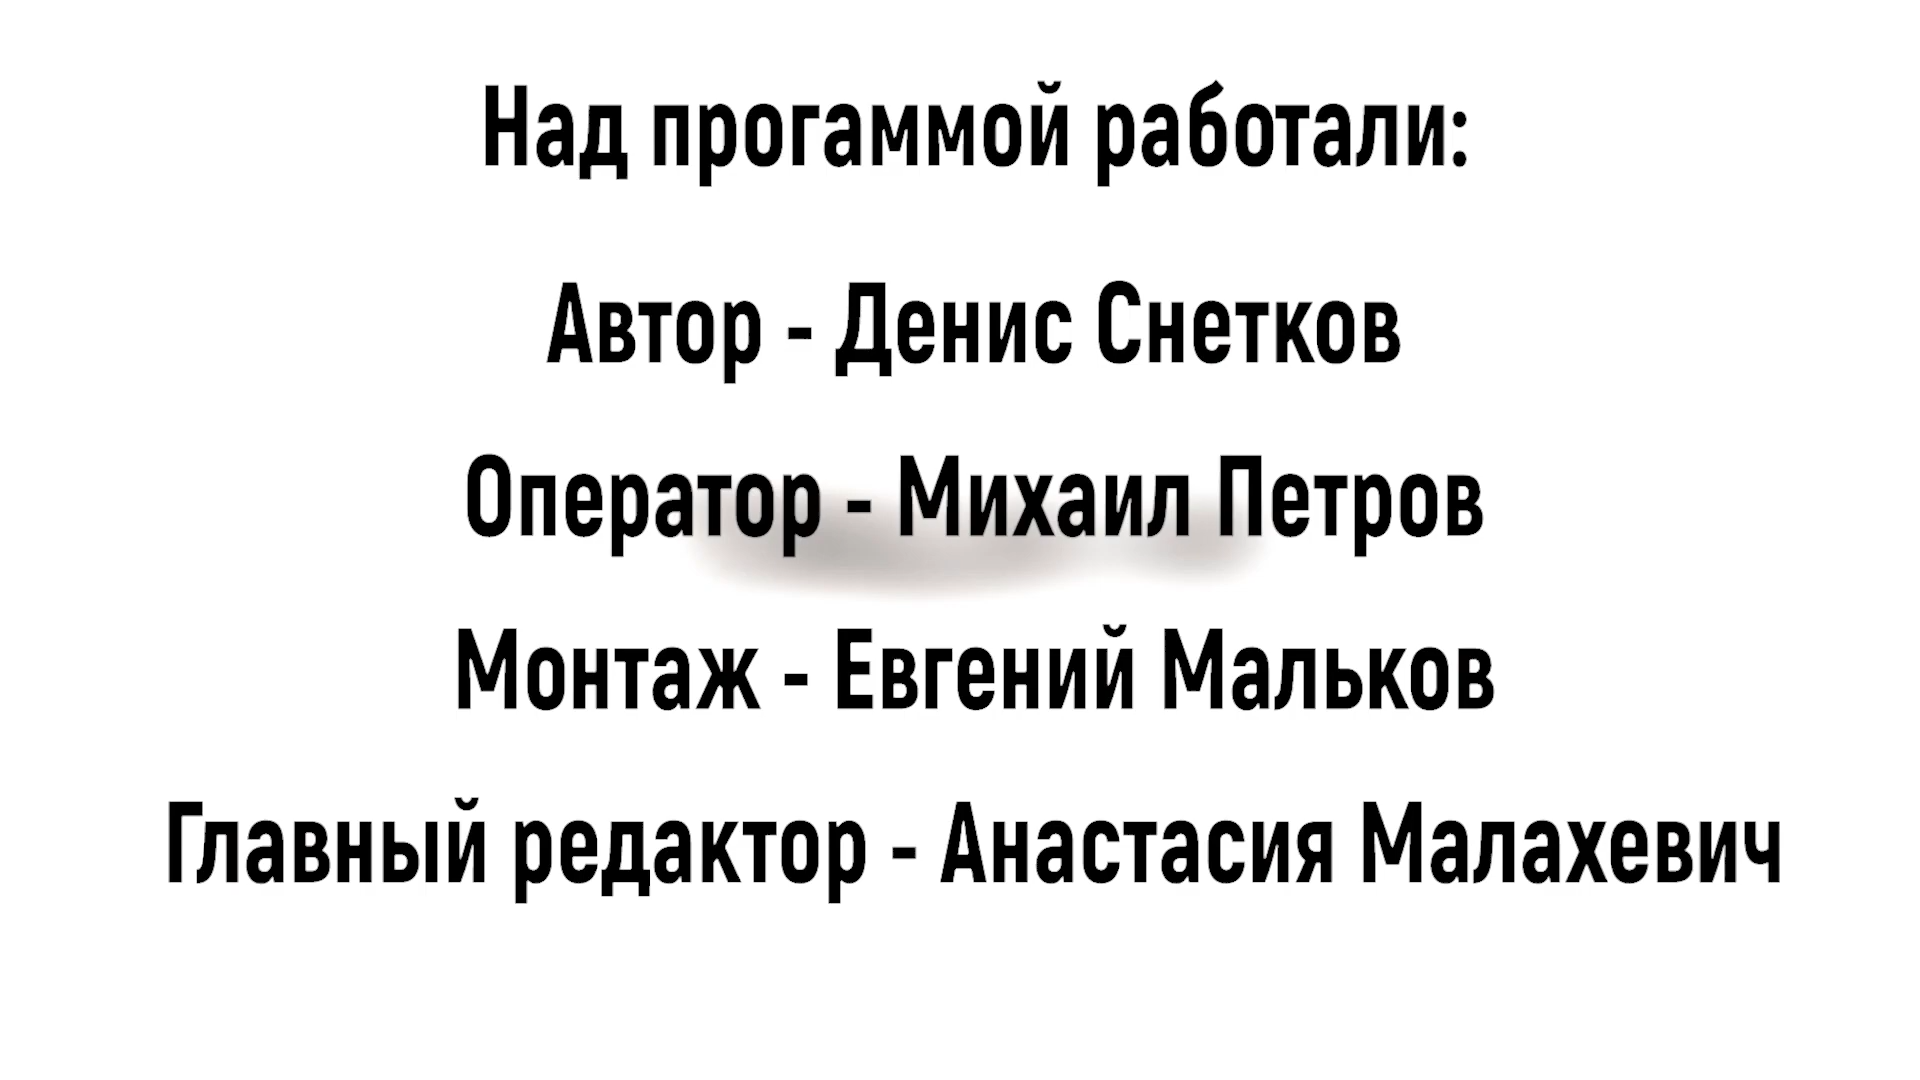 Над прогаммой работали:
Автор - Денис Снетков
Оператор - Михаил Петров
Монтаж - Евгений Мальков
Главный редактор - Анастасия Малахевич